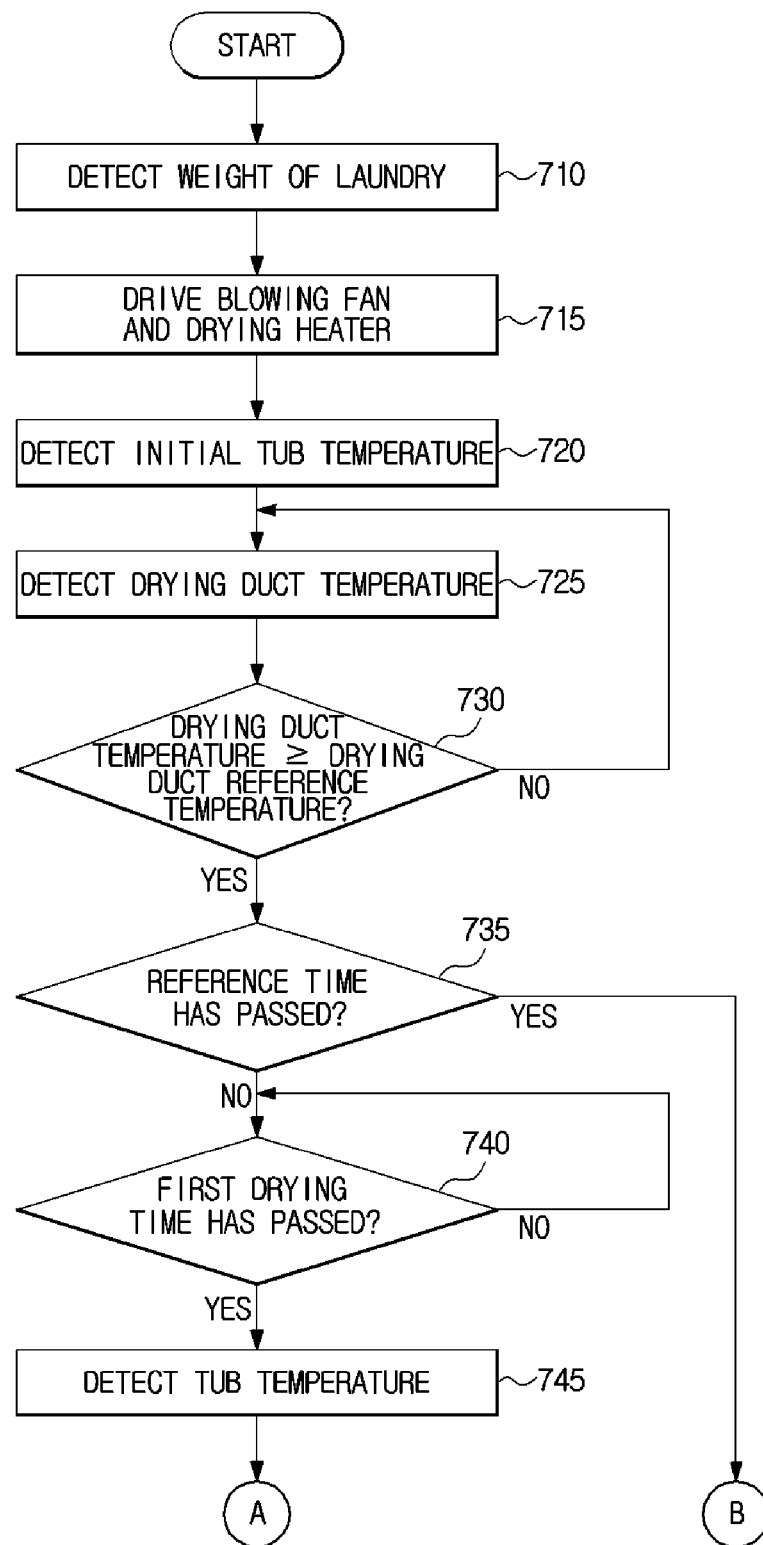 START
DETECT WEIGHT OF LAUNDRY
710
DRIVE BLOWING FAN
AND DRYING HEATER
715
DETECT INITIAL TUB TEMPERATURE
720
DETECT DRYING DUCT TEMPERATURE
725
730
DRYING DUCT
TEMPERATURE ≥ DRYING
DUCT REFERENCE
TEMPERATURE?
NO
YES
735
REFERENCE TIME
HAS PASSED?
YES
NO
740
FIRST DRYING
TIME HAS PASSED?
NO
YES
DETECT TUB TEMPERATURE
745
A
B